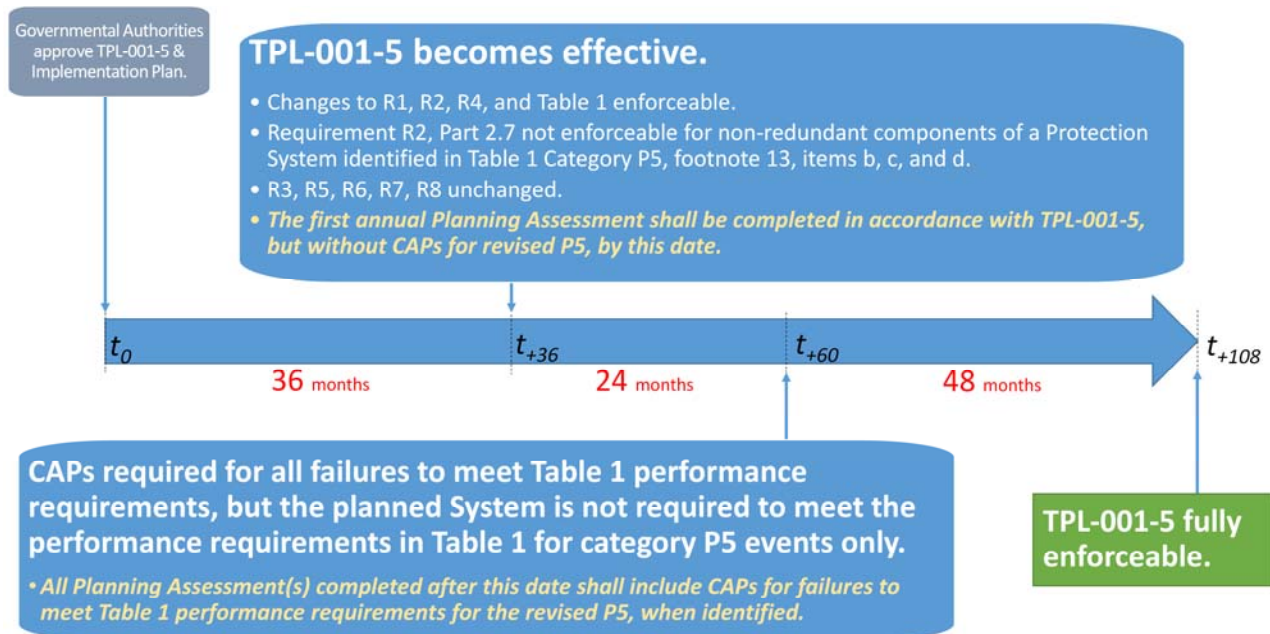 Governmental Authorities
approve TPL-001-5 &
Implementation Plan.
TPL-001-5 becomes effective.
• Changes to R1, R2, R4, and Table 1 enforceable.
• Requirement R2, Part 2.7 not enforceable for non-redundant components of a Protection
System identified in Table 1 Category P5, footnote 13, items b, c, and d.
• R3, R5, R6, R7, R8 unchanged.
• The first annual Planning Assessment shall be completed in accordance with TPL-001-5,
but without CAPs for revised P5, by this date.
t0 t+36 t+60 t+108
36 months 24 months 48 months
CAPs required for all failures to meet Table 1 performance
requirements, but the planned System is not required to meet the
performance requirements in Table 1 for category P5 events only.
• All Planning Assessment(s) completed after this date shall include CAPs for failures to
meet Table 1 performance requirements for the revised P5, when identified.
TPL-001-5 fully
enforceable.